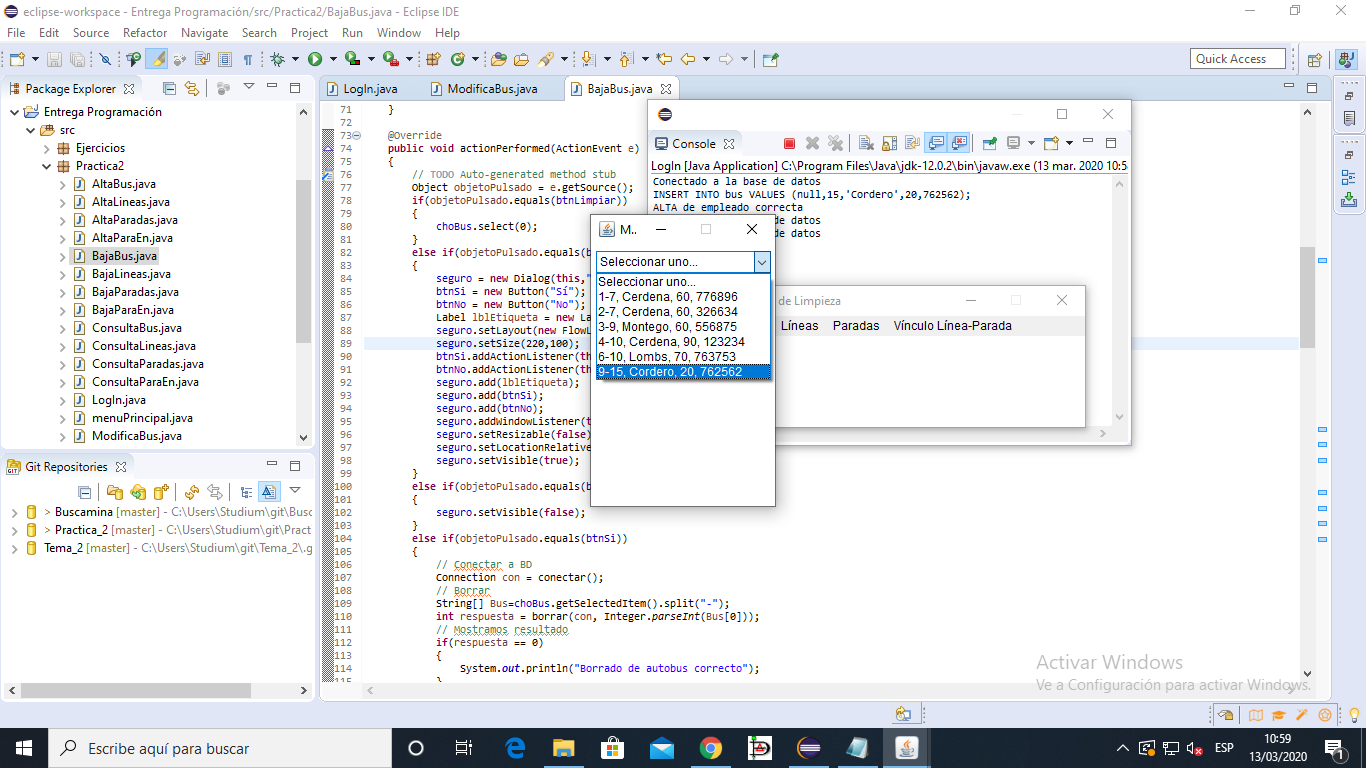 eclipse-workspace - Entrega Programación/src/Practica2/BajaBus.java - Eclipse IDE
File Edit Source Refactor Navigate Search Project Run Window Help
Quick Access
Package Explorer
Entrega Programación
src
Ejercicios
Practica2
AltaBus.java
AltaLineas.java
AltaParadas.java
AltaParaEn.java
BajaBus.java
BajaLineas.java
BajaParadas.java
BajaParaEn.java
ConsultaBus.java
ConsultaLineas.java
ConsultaParadas.java
ConsultaParaEn.java
LogIn.java
menuPrincipal.java
ModificaBus.java
Git Repositories
> Buscamina [master] - C:\Users\Studium\git\Busc
> Practica_2 [master] - C:\Users\Studium\git\Pract
Tema_2 [master] - C:\Users\Studium\git\Tema_2\.g
LogIn.java ModificaBus.java BajaBus.java
71 }
72
73 @Override
74 public void actionPerformed(ActionEvent e)
75 {
76 // TODO Auto-generated method stub
77 Object objetoPulsado = e.getSource();
78 if(objetoPulsado.equals(btnLimpiar))
79 {
80 choBus.select(0);
81 }
82 else if(objetoPulsado.equals(b
83 {
84 seguro = new Dialog(this,"
85 btnSi = new Button("Sí");
86 btnNo = new Button("No");
87 Label lblEtiqueta = new La
88 seguro.setLayout(new FlowL
89 seguro.setSize(220,100);
90 btnSi.addActionListener(th
91 btnNo.addActionListener(th
92 seguro.add(lblEtiqueta);
93 seguro.add(btnSi);
94 seguro.add(btnNo);
95 seguro.addWindowListener(t
96 seguro.setResizable(false)
97 seguro.setLocationRelative
98 seguro.setVisible(true);
99 }
100 else if(objetoPulsado.equals(b
101 {
102 seguro.setVisible(false);
103 }
104 else if(objetoPulsado.equals(btnSi))
105 {
106 // Conectar a BD
107 Connection con = conectar();
108 // Borrar
109 String[] Bus=choBus.getSelectedItem().split("-");
110 int respuesta = borrar(con, Integer.parseInt(Bus[0]));
111 // Mostramos resultado
112 if(respuesta == 0)
113 {
114 System.out.println("Borrado de autobus correcto");
115 }
Console
LogIn [Java Application] C:\Program Files\Java\jdk-12.0.2\bin\javaw.exe (13 mar. 2020 10:5
Conectado a la base de datos
INSERT INTO bus VALUES (null,15,'Cordero',20,762562);
ALTA de empleado correcta
de datos
de datos
M..
Seleccionar uno...
Seleccionar uno...
1-7, Cerdena, 60, 776896
2-7, Cerdena, 60, 326634
3-9, Montego, 60, 556875
4-10, Cerdena, 90, 123234
6-10, Lombs, 70, 763753
9-15, Cordero, 20, 762562
de Limpieza
Líneas Paradas Vínculo Línea-Parada
Activar Windows
Ve a Configuración para activar Windows.
Escribe aquí para buscar
ESP
10:59
13/03/2020
1